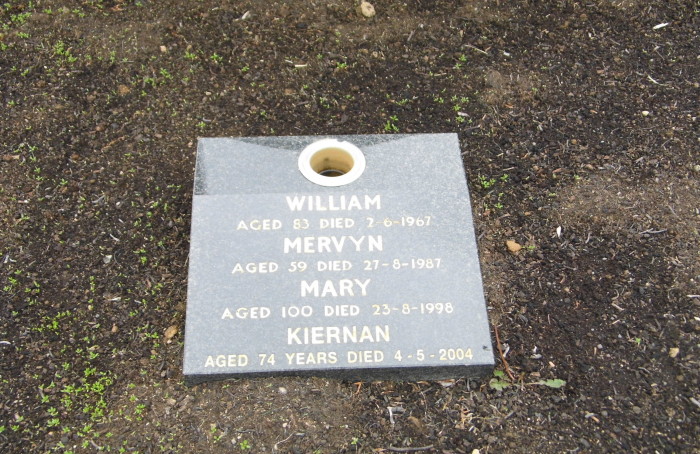 WILLIAM
AGED 83 DIED 2-6-1967
MERVYN
AGED 59 DIED 27-8-1987
MARY
AGED 100 DIED 23-8-1998
KIERNAN
AGED 74 YEARS DIED 4-5-2004